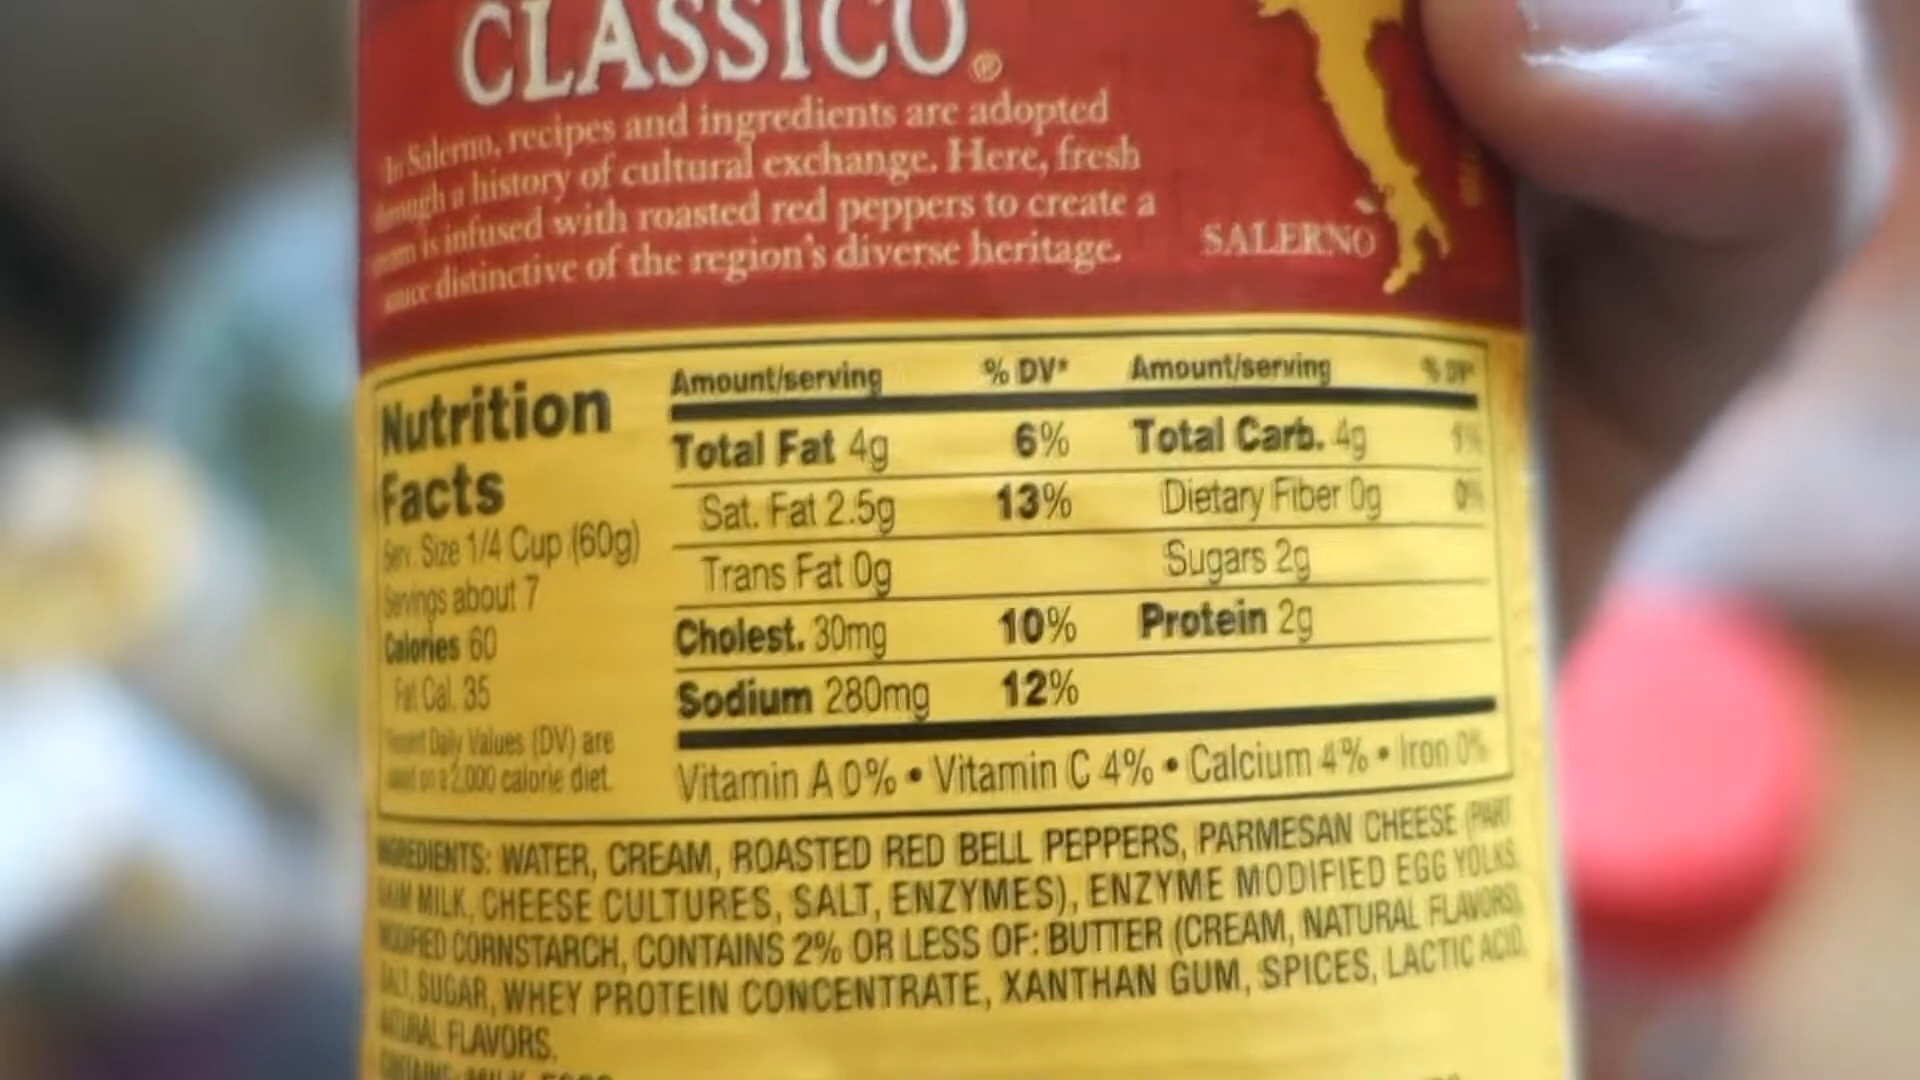 CLASSICO®
In Salerno, recipes and ingredients are adopted
through a history of cultural exchange. Here, fresh
cream is infused with roasted red peppers to create a
sauce distinctive of the region's diverse heritage.
SALERNO
Nutrition
Facts
Serv. Size 1/4 Cup (60g)
Servings about 7
Calories 60
Fat Cal. 35
Percent Daily Values (DV) are
based on a 2,000 calorie diet.
Amount/serving % DV* Amount/serving % DV*
Total Fat 4g 6% Total Carb. 4g 1%
Sat. Fat 2.5g 13% Dietary Fiber 0g 0%
Trans Fat 0g Sugars 2g
Cholest. 30mg 10% Protein 2g
Sodium 280mg 12%
Vitamin A 0% • Vitamin C 4% • Calcium 4% • Iron 0%
INGREDIENTS: WATER, CREAM, ROASTED RED BELL PEPPERS, PARMESAN CHEESE (PART
SKIM MILK, CHEESE CULTURES, SALT, ENZYMES), ENZYME MODIFIED EGG YOLKS,
MODIFIED CORNSTARCH, CONTAINS 2% OR LESS OF: BUTTER (CREAM, NATURAL FLAVORS),
SALT, SUGAR, WHEY PROTEIN CONCENTRATE, XANTHAN GUM, SPICES, LACTIC ACID,
NATURAL FLAVORS.
CONTAINS: MILK, EGGS